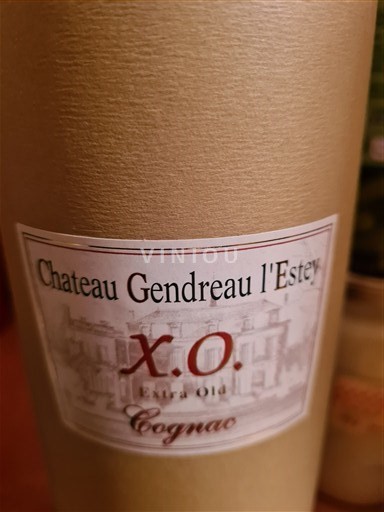 VINIOU
Chateau Gendreau l'Estey
X.O.
Extra Old
Cognac